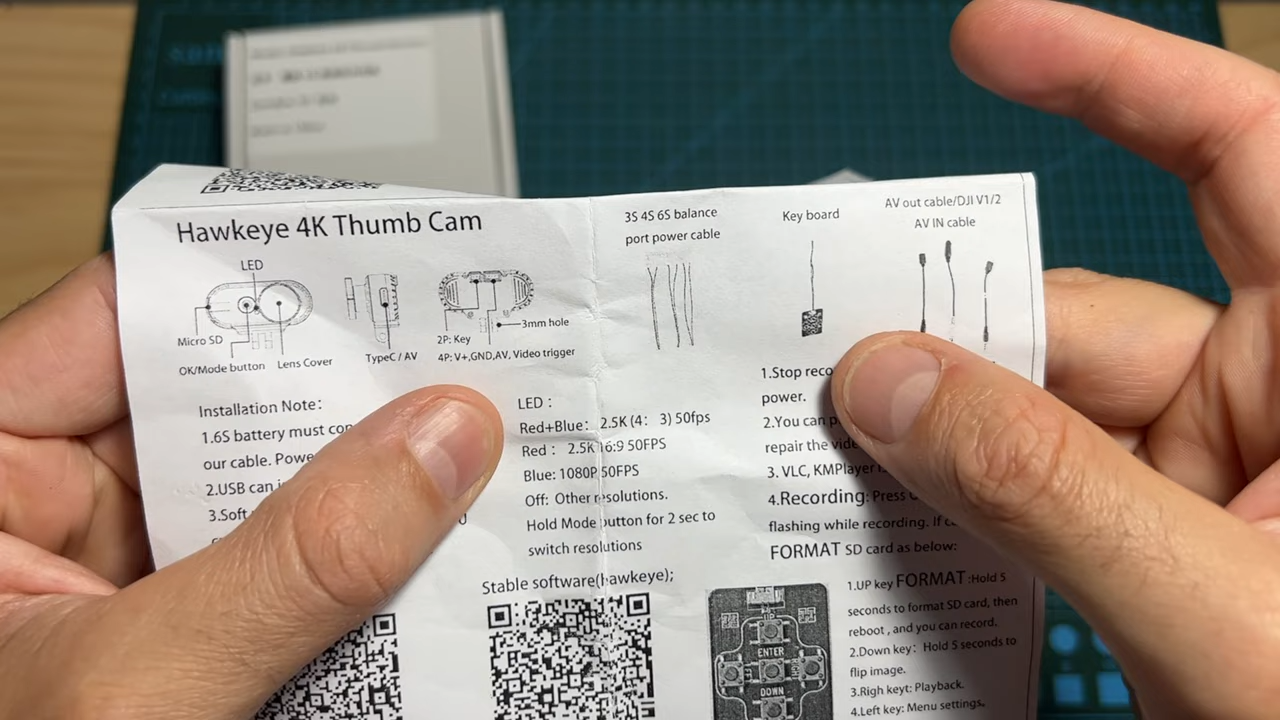 Hawkeye 4K Thumb Cam
LED
Micro SD
OK/Mode button
Lens Cover
TypeC / AV
2P: Key
3mm hole
4P: V+,GND,AV, Video trigger
3S 4S 6S balance
port power cable
Key board
AV out cable/DJI V1/2
AV IN cable
Installation Note:
1.6S battery must
our cable.
2.USB can
3.Soft
LED :
Red+Blue: 2.5K (4: 3) 50fps
Red : 2.5K 16:9 50FPS
Blue: 1080P 50FPS
Off: Other resolutions.
Hold Mode button for 2 sec to
switch resolutions
Stable software(hawkeye);
1.Stop
power.
2.You can
repair the
3. VLC, KMPlayer
4.Recording: Press
flashing while recording. If
FORMAT SD card as below:
UP
ENTER
LEFT
RIGHT
DOWN
1.UP key FORMAT :Hold 5
seconds to format SD card, then
reboot , and you can record.
2.Down key: Hold 5 seconds to
flip image.
3.Righ keyt: Playback.
4.Left key: Menu settings,